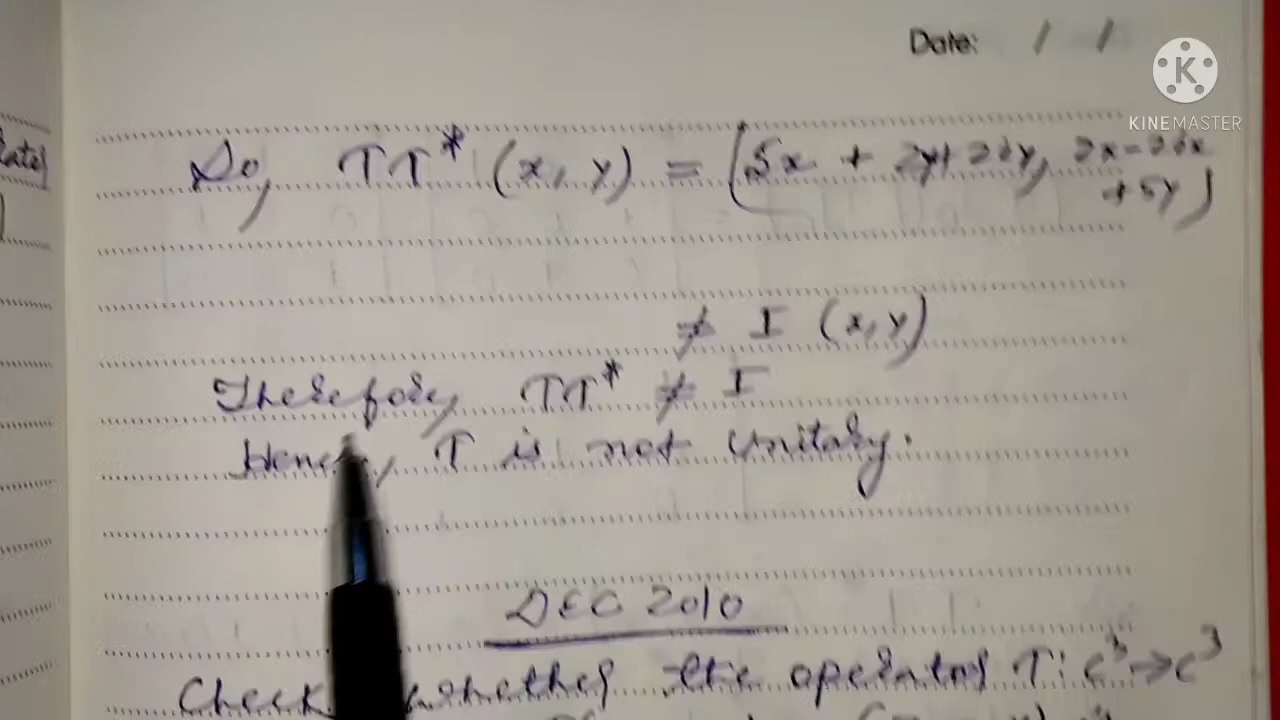 Date: / /
KINEMASTER
So, TT* (x, y) = (5x + 2y+2iy, 2x-2ix
+5y)
≠ I (x, y)
Therefore, TT* ≠ I
Hence, T is not unitary.
DEC 2010
Check whether the operator T: C³→C³